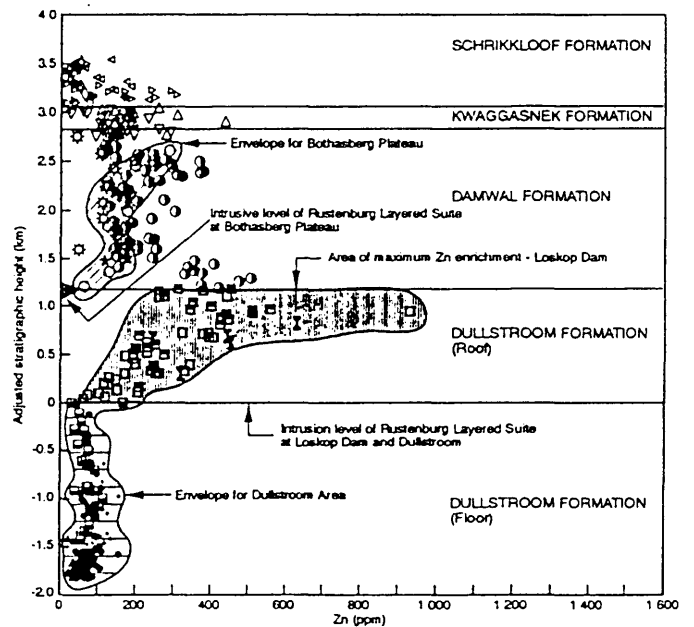 4.0
SCHRIKKLOOF FORMATION
3.5
3.0
KWAGGASNEK FORMATION
Envelope for Bothasberg Plateau
2.5
DAMWAL FORMATION
2.0
Intrusive level of Rustenburg Layered Suite
at Bothasberg Plateau
1.5
Area of maximum Zn enrichment - Loskop Dam
1.0
DULLSTROOM FORMATION
(Roof)
0.5
0
Intrusion level of Rustenburg Layered Suite
at Loskop Dam and Dullstroom
-0.5
Envelope for Dullstroom Area
-1.0
DULLSTROOM FORMATION
(Floor)
-1.5
-2.0
Adjusted stratigraphic height (km)
0 200 400 600 800 1 000 1 200 1 400 1 600
Zn (ppm)